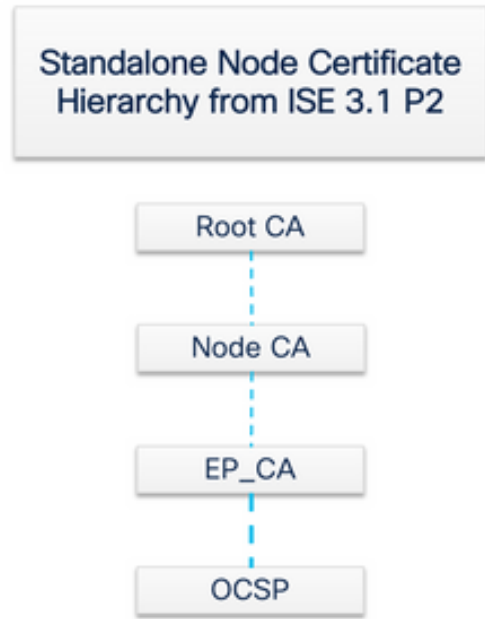 Standalone Node Certificate
Hierarchy from ISE 3.1 P2
Root CA
Node CA
EP_CA
OCSP